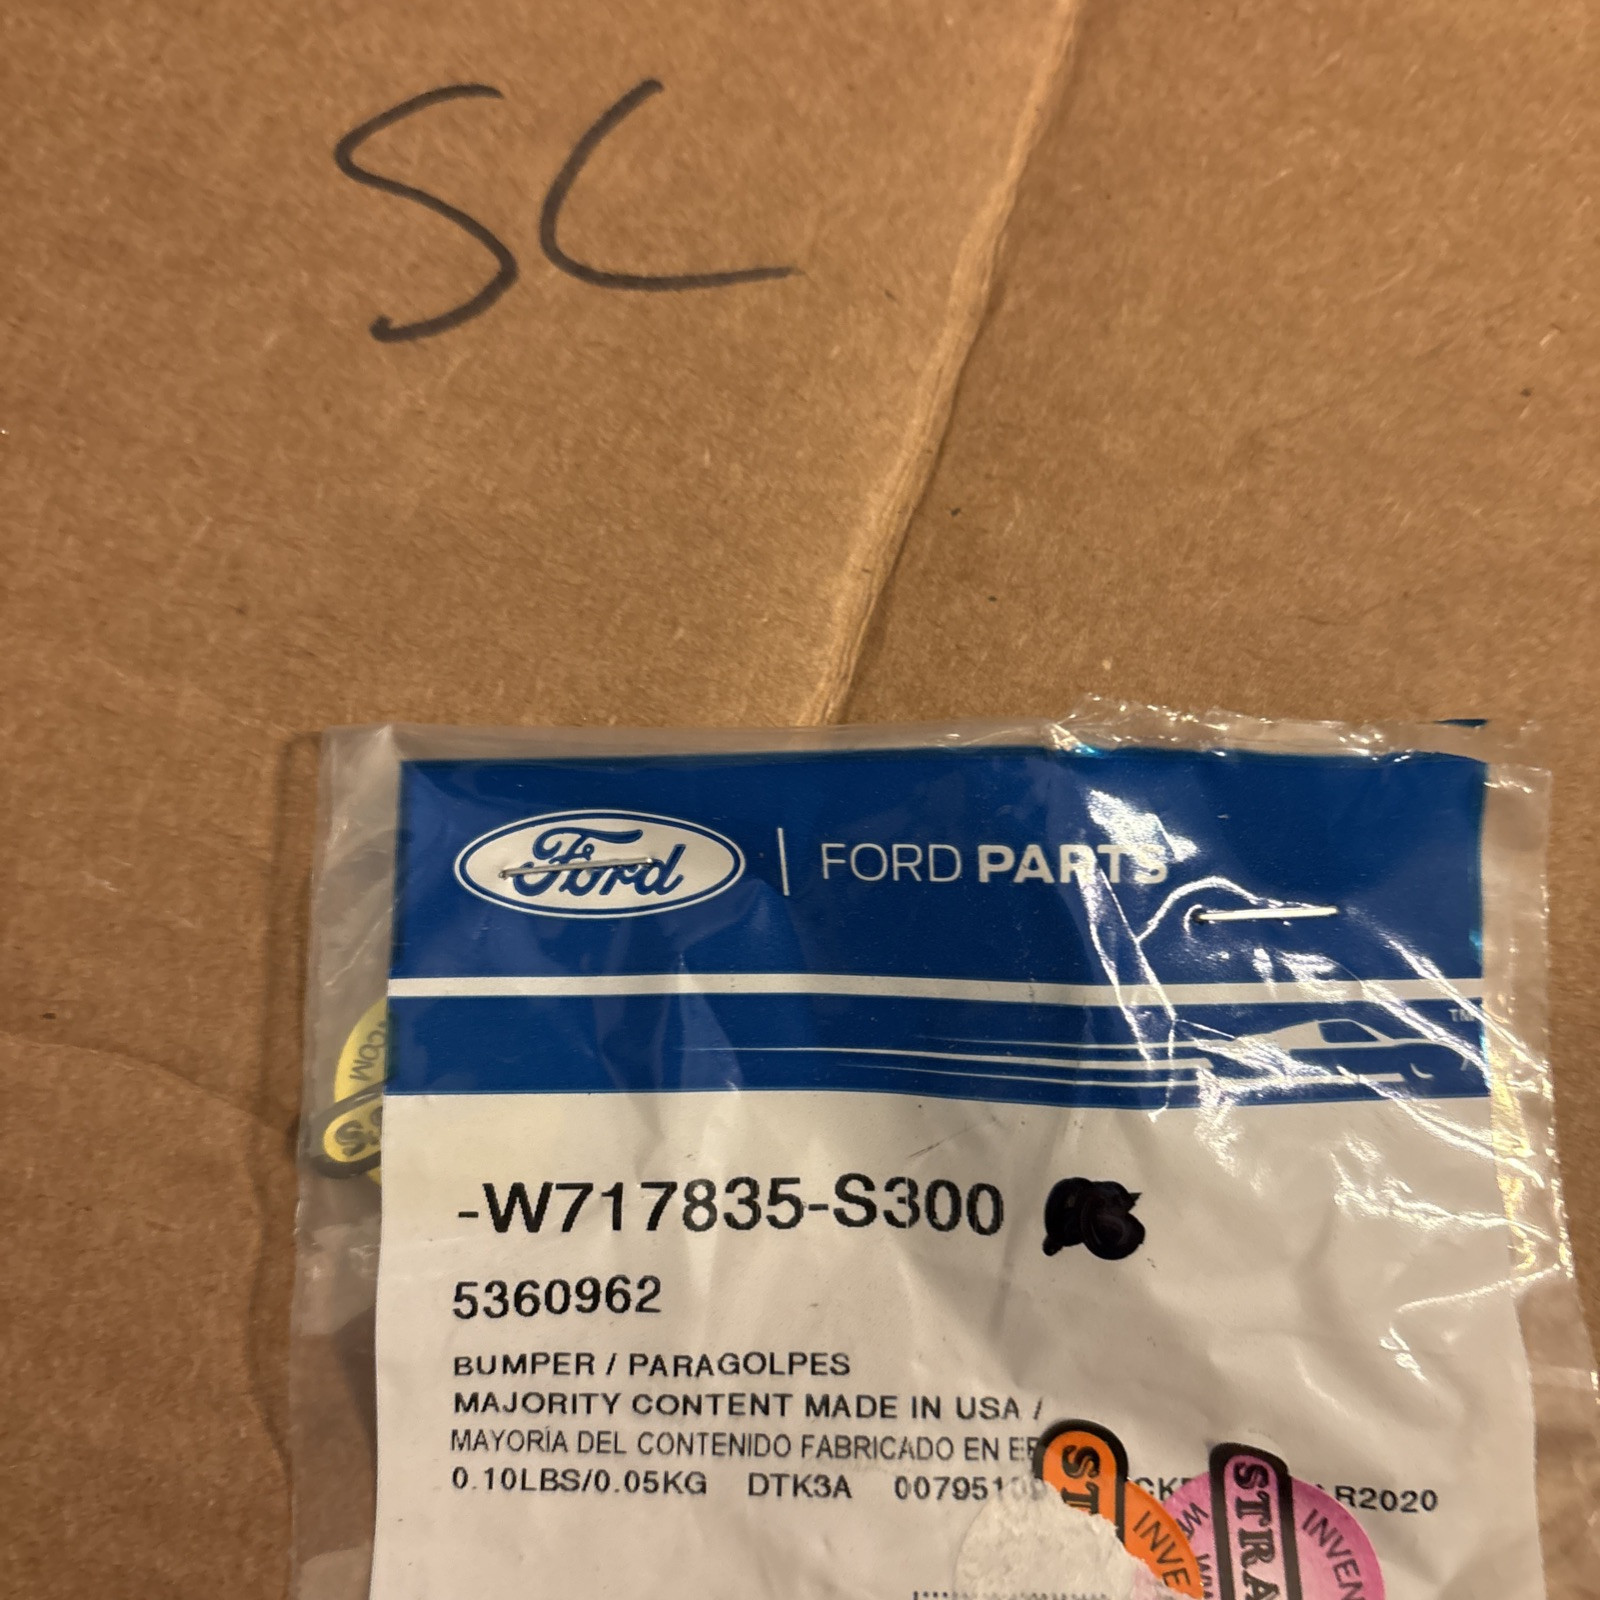 SC
Ford | FORD PARTS
TM
-W717835-S300
5360962
BUMPER / PARAGOLPES
MAJORITY CONTENT MADE IN USA /
MAYORÍA DEL CONTENIDO FABRICADO EN
0.10LBS/0.05KG DTK3A